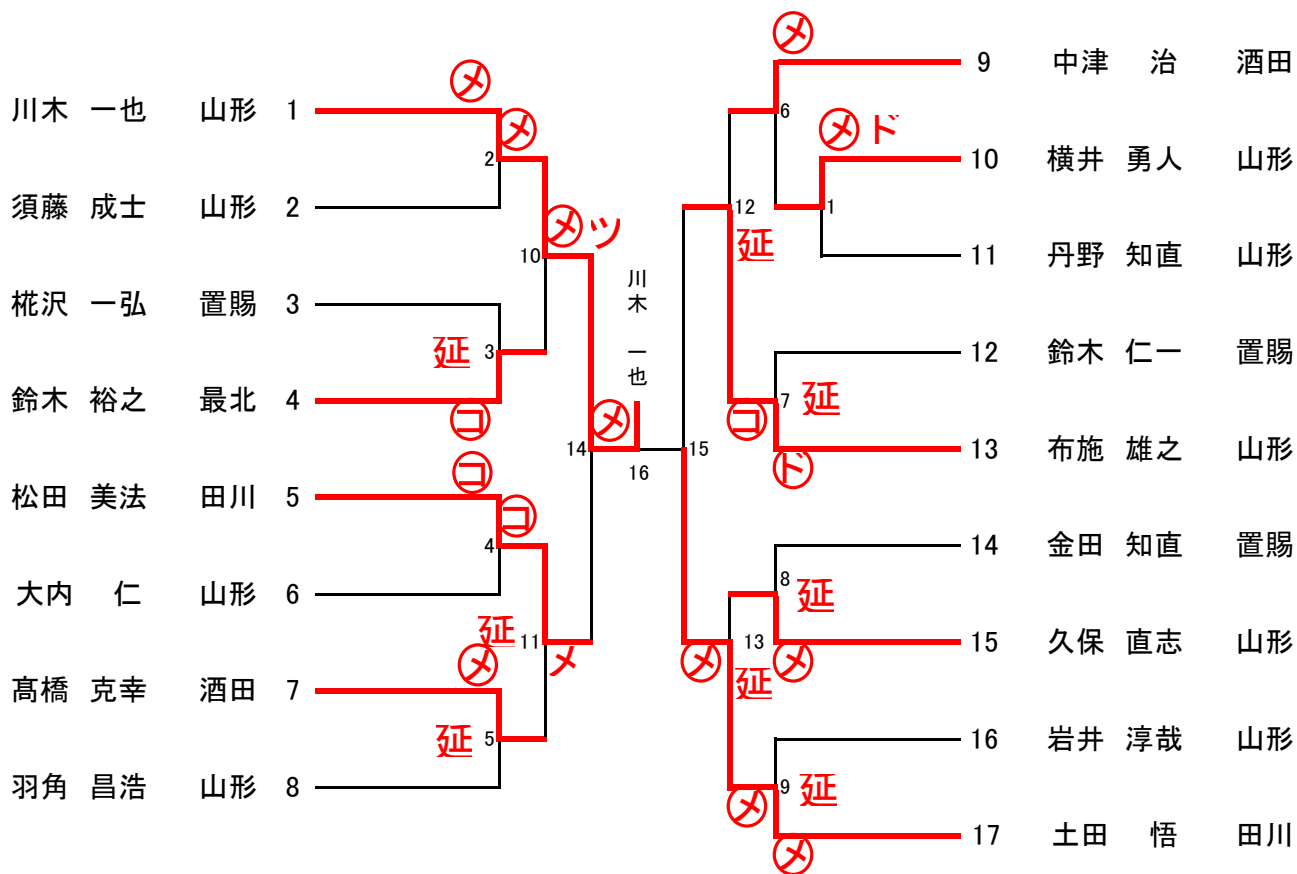 ㋱
9 中津 治 酒田
㋱
川木 一也 山形 1
6
㋱
㋱ ド
2
10 横井 勇人 山形
須藤 成士 山形 2
12
1
㋱ ツ
延
10
11 丹野 知直 山形
川木 一也
椛沢 一弘 置賜 3
延 3
12 鈴木 仁一 置賜
鈴木 裕之 最北 4
㋙
㋱
㋙
7 延
14
16
15
13 布施 雄之 山形
㋙
㋣゙
松田 美法 田川 5
㋙
4
14 金田 知直 置賜
8 延
大内 仁 山形 6
延 11
㋱
メ
㋱
13
延
㋱
15 久保 直志 山形
髙橋 克幸 酒田 7
延 5
16 岩井 淳哉 山形
羽角 昌浩 山形 8
㋱
9 延
17 土田 悟 田川
㋱